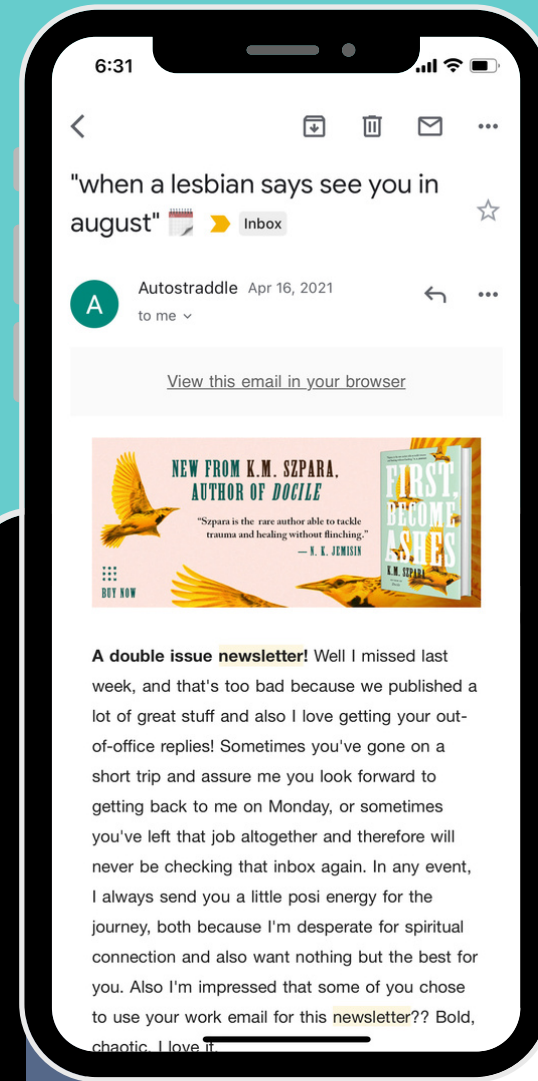 6:31
"when a lesbian says see you in
august" Inbox
A
Autostraddle Apr 16, 2021
to me
View this email in your browser
NEW FROM K.M. SZPARA,
AUTHOR OF DOCILE
"Szpara is the rare author able to tackle
trauma and healing without flinching."
— N. K. JEMISIN
BUY NOW
FIRST,
BECOME
ASHES
K.M. SZPARA
A double issue newsletter! Well I missed last
week, and that's too bad because we published a
lot of great stuff and also I love getting your out-
of-office replies! Sometimes you've gone on a
short trip and assure me you look forward to
getting back to me on Monday, or sometimes
you've left that job altogether and therefore will
never be checking that inbox again. In any event,
I always send you a little posi energy for the
journey, both because I'm desperate for spiritual
connection and also want nothing but the best for
you. Also I'm impressed that some of you chose
to use your work email for this newsletter?? Bold,
chaotic. I love it.